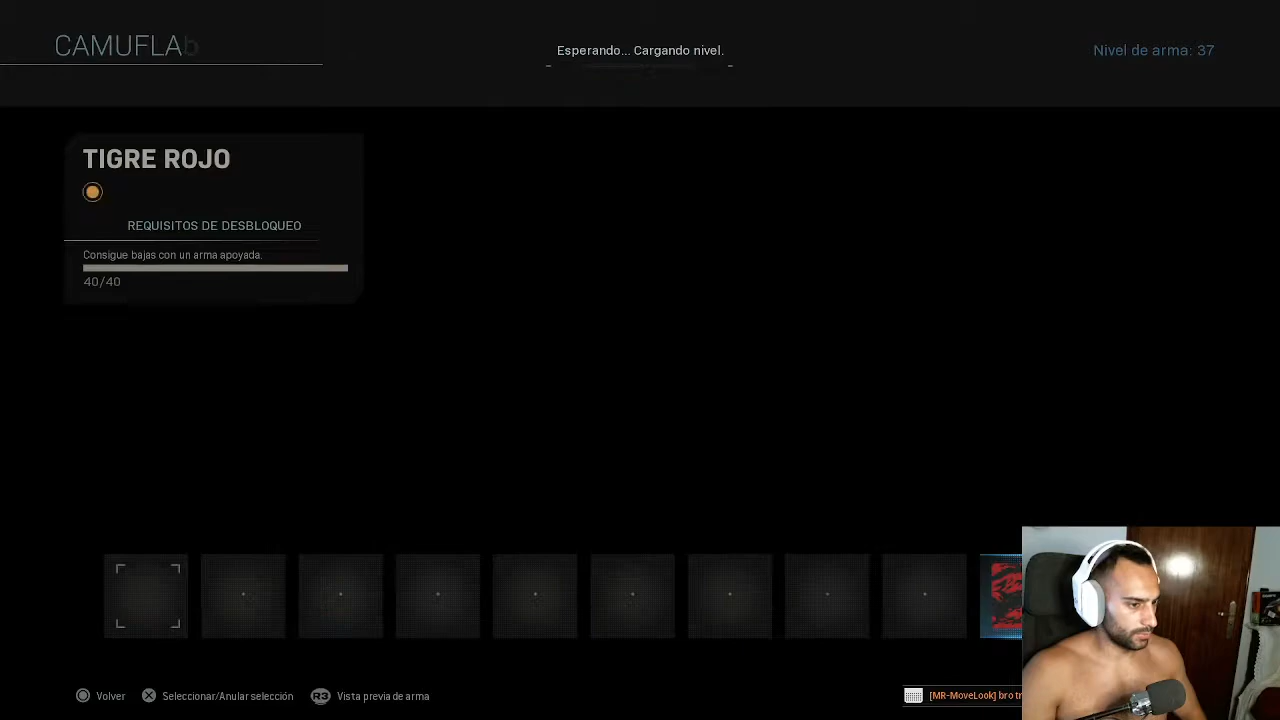 CAMUFLAb
Esperando... Cargando nivel.
Nivel de arma: 37
TIGRE ROJO
REQUISITOS DE DESBLOQUEO
Consigue bajas con un arma apoyada.
40/40
Volver
Seleccionar/Anular selección
R3 Vista previa de arma
[MR-MoveLook] bro